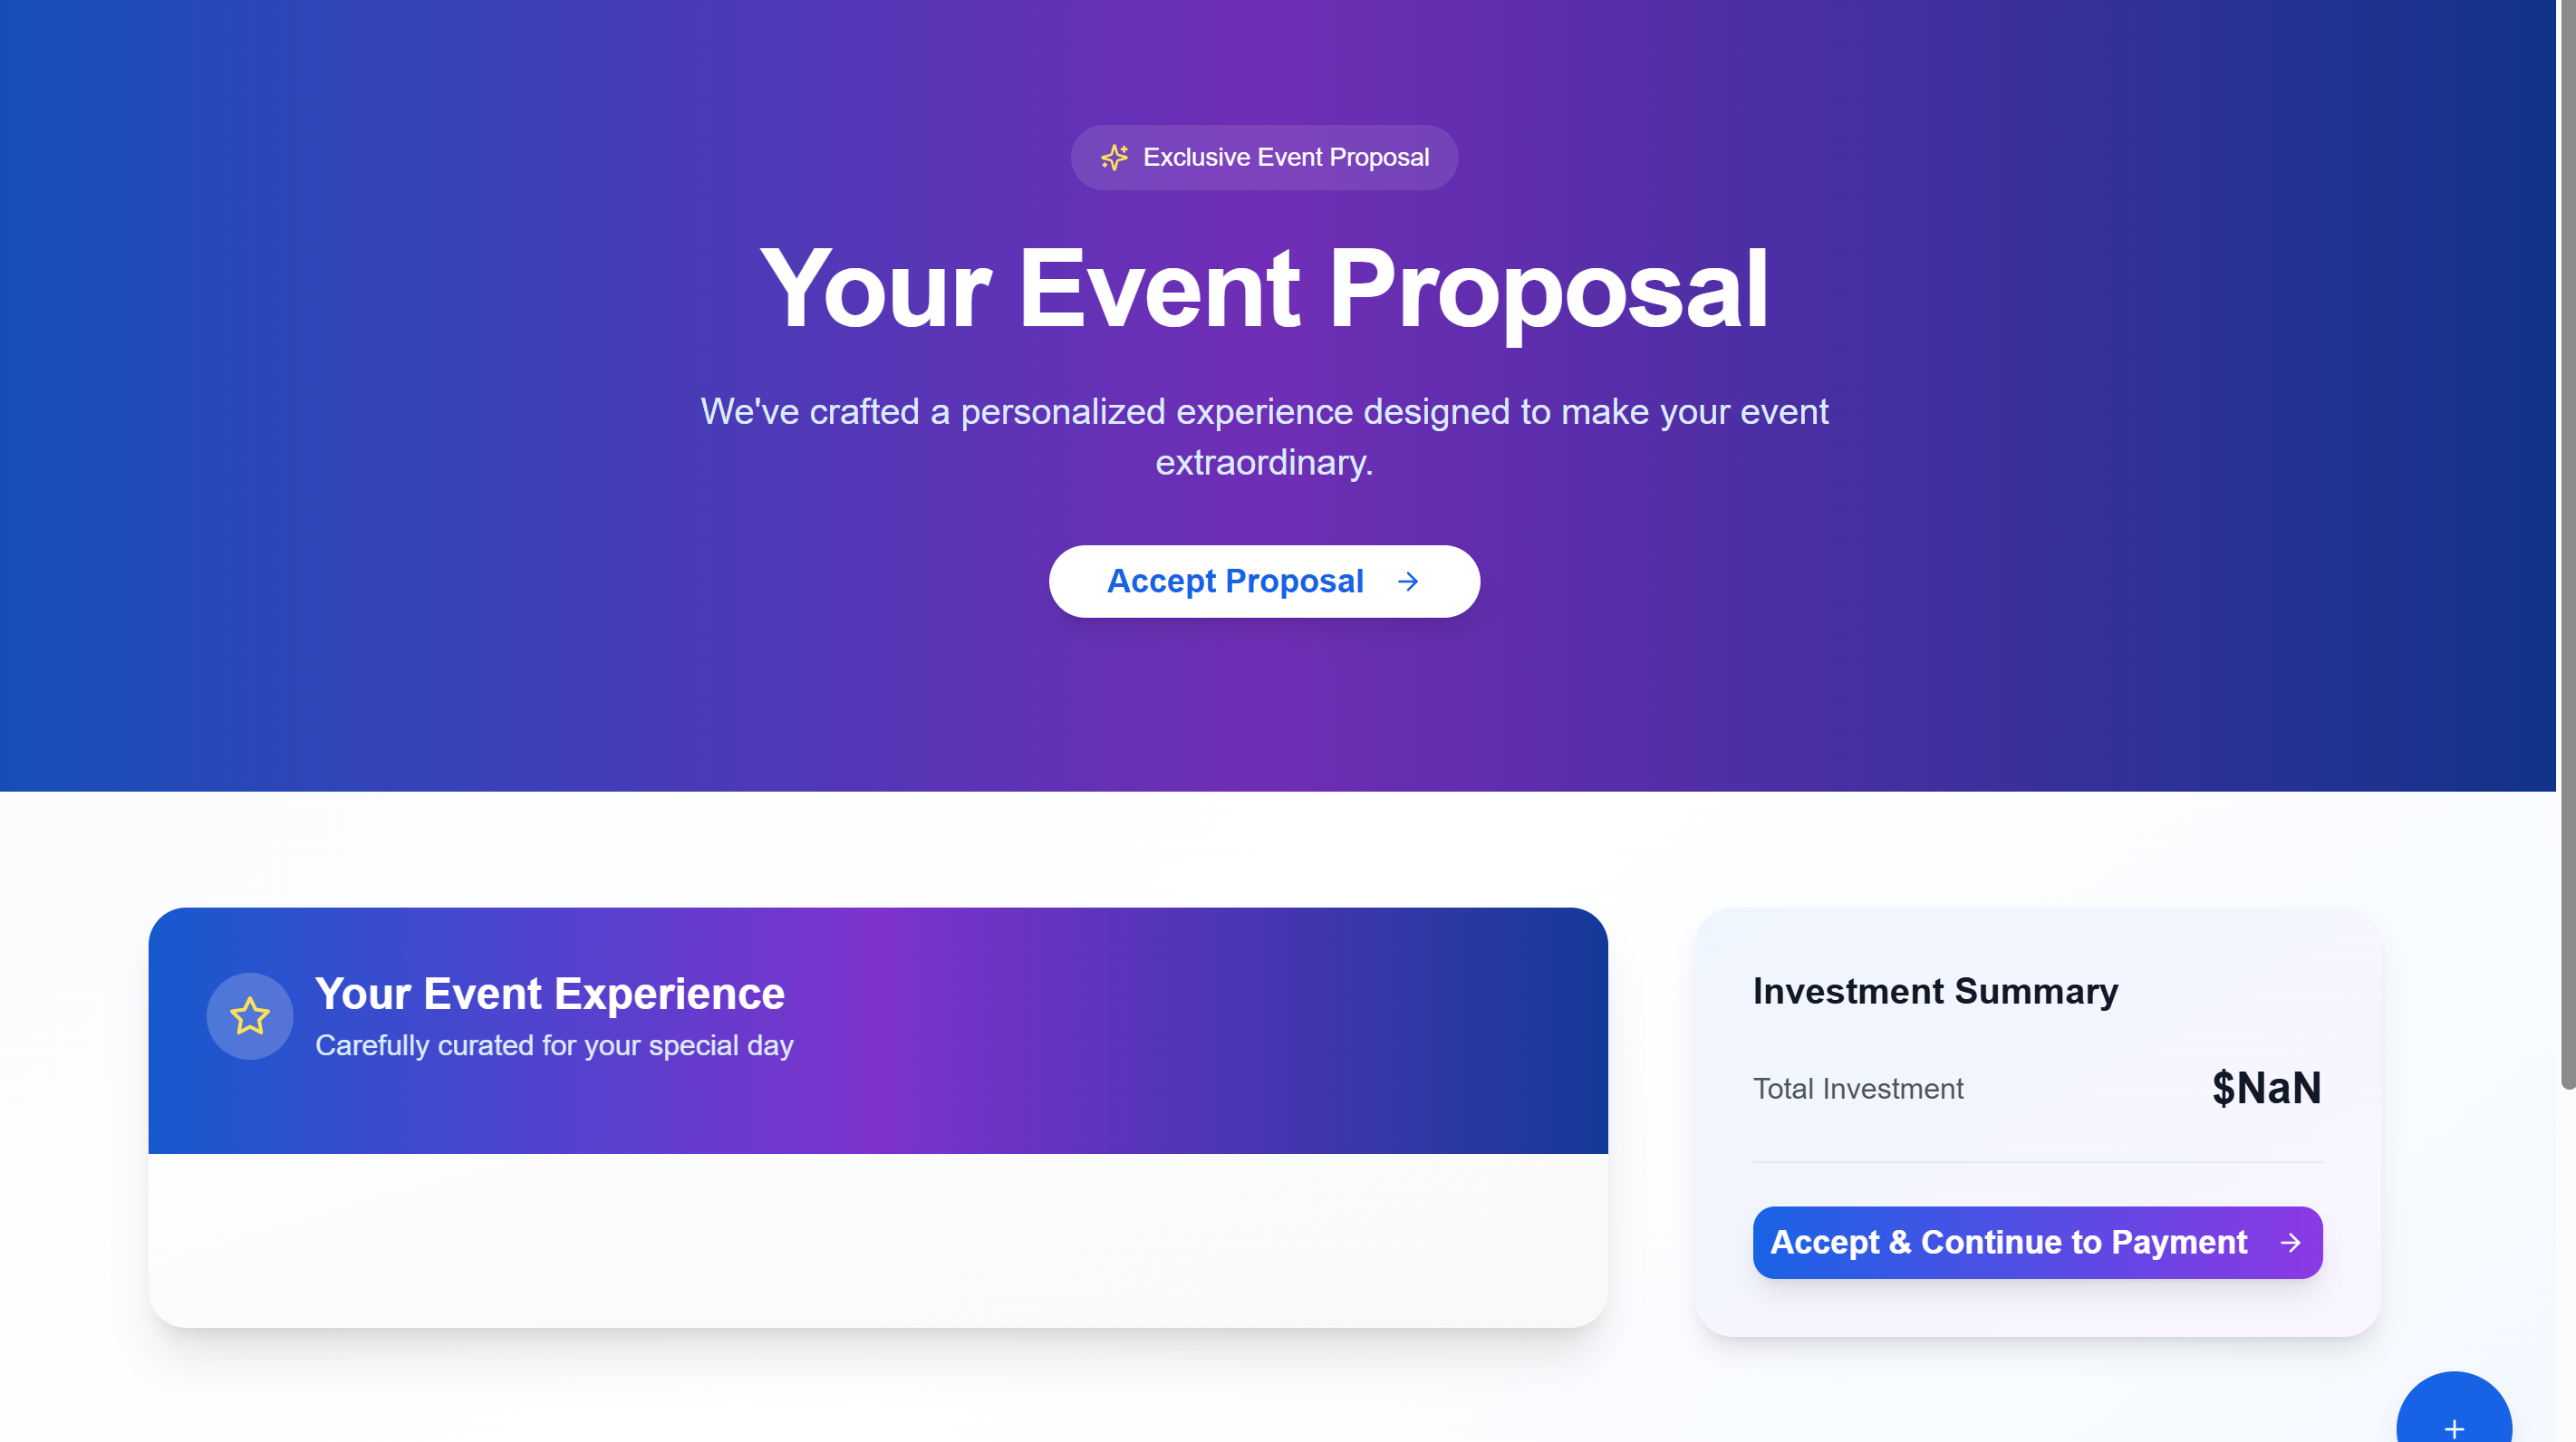 Exclusive Event Proposal
Your Event Proposal
We've crafted a personalized experience designed to make your event
extraordinary.
Accept Proposal
Your Event Experience
Carefully curated for your special day
Investment Summary
Total Investment
$NaN
Accept & Continue to Payment